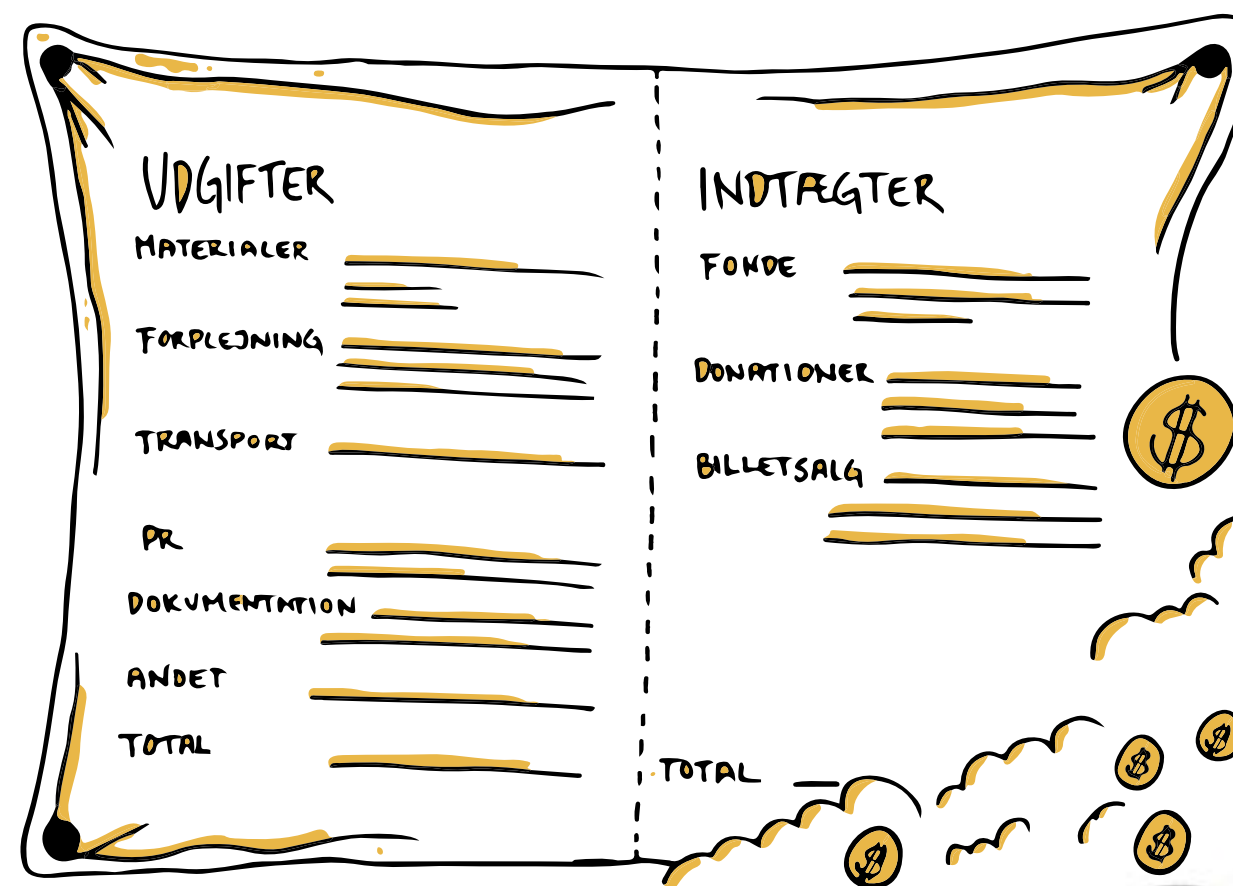 UDGIFTER
MATERIALER
FORPLEJNING
TRANSPORT
PR
DOKUMENTATION
ANDET
TOTAL
INDTÆGTER
FONDE
DONATIONER
BILLETSALG
TOTAL
$
$
$
$
$